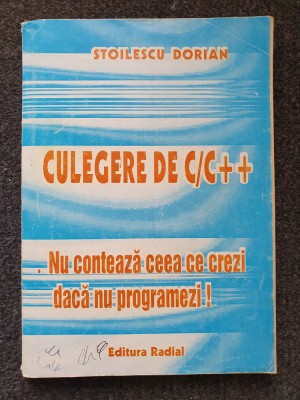 STOILESCU DORIAN
CULEGERE DE C/C++
. Nu contează ceea ce crezi
dacă nu programezi !
Editura Radial